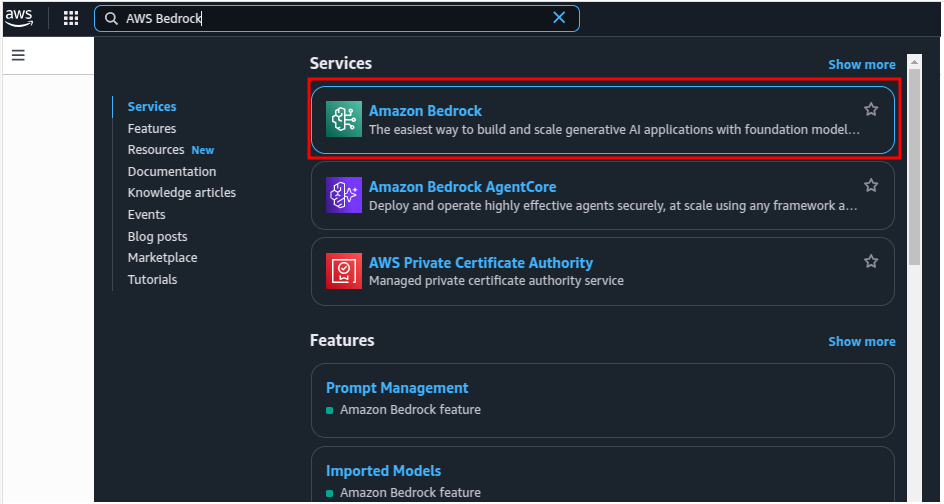 aws
AWS Bedrock
Services
Features
Resources New
Documentation
Knowledge articles
Events
Blog posts
Marketplace
Tutorials
Services
Show more
Amazon Bedrock
The easiest way to build and scale generative AI applications with foundation model...
Amazon Bedrock AgentCore
Deploy and operate highly effective agents securely, at scale using any framework a...
AWS Private Certificate Authority
Managed private certificate authority service
Features
Show more
Prompt Management
Amazon Bedrock feature
Imported Models
Amazon Bedrock feature